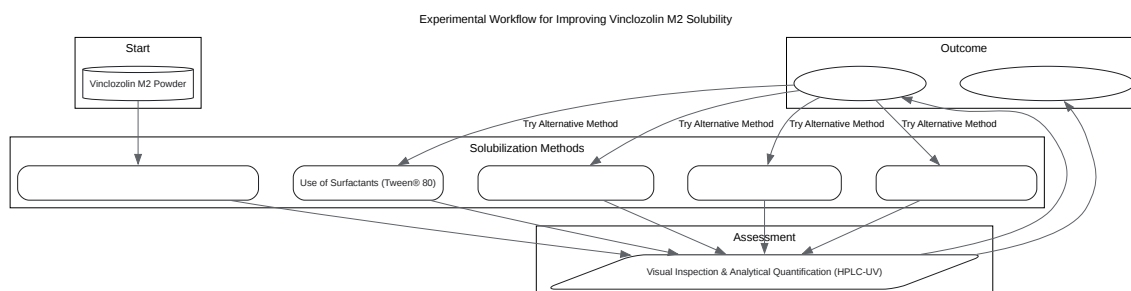 Experimental Workflow for Improving Vinclozolin M2 Solubility
Start
Outcome
Vinclozolin M2 Powder
Try Alternative Method
Try Alternative Method
Try Alternative Method
Try Alternative Method
Solubilization Methods
Use of Surfactants (Tween® 80)
Assessment
Visual Inspection & Analytical Quantification (HPLC-UV)